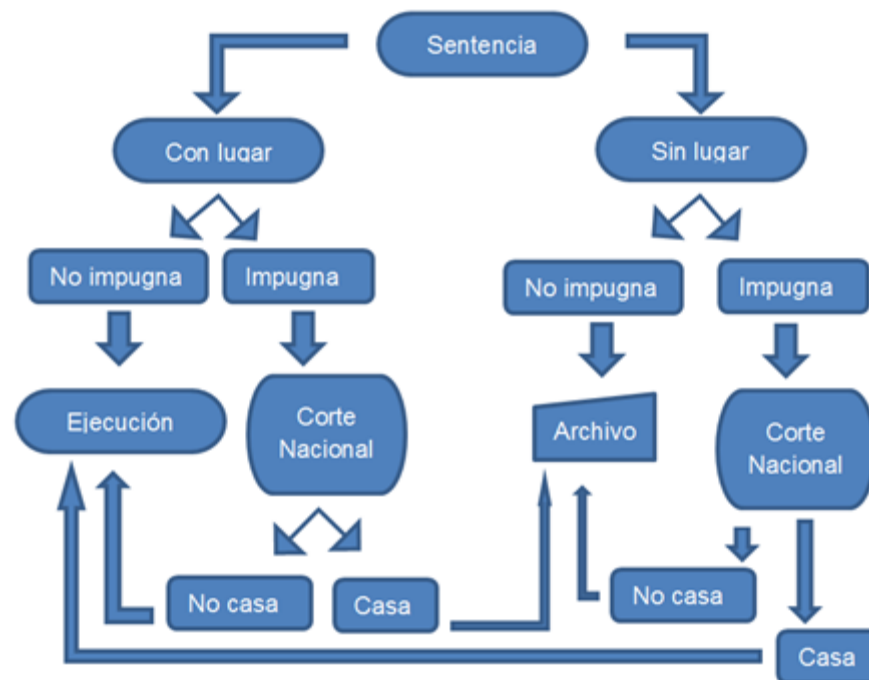 Sentencia
Con lugar
Sin lugar
No impugna
Impugna
No impugna
Impugna
Ejecución
Corte
Nacional
Archivo
Corte
Nacional
No casa
Casa
No casa
Casa